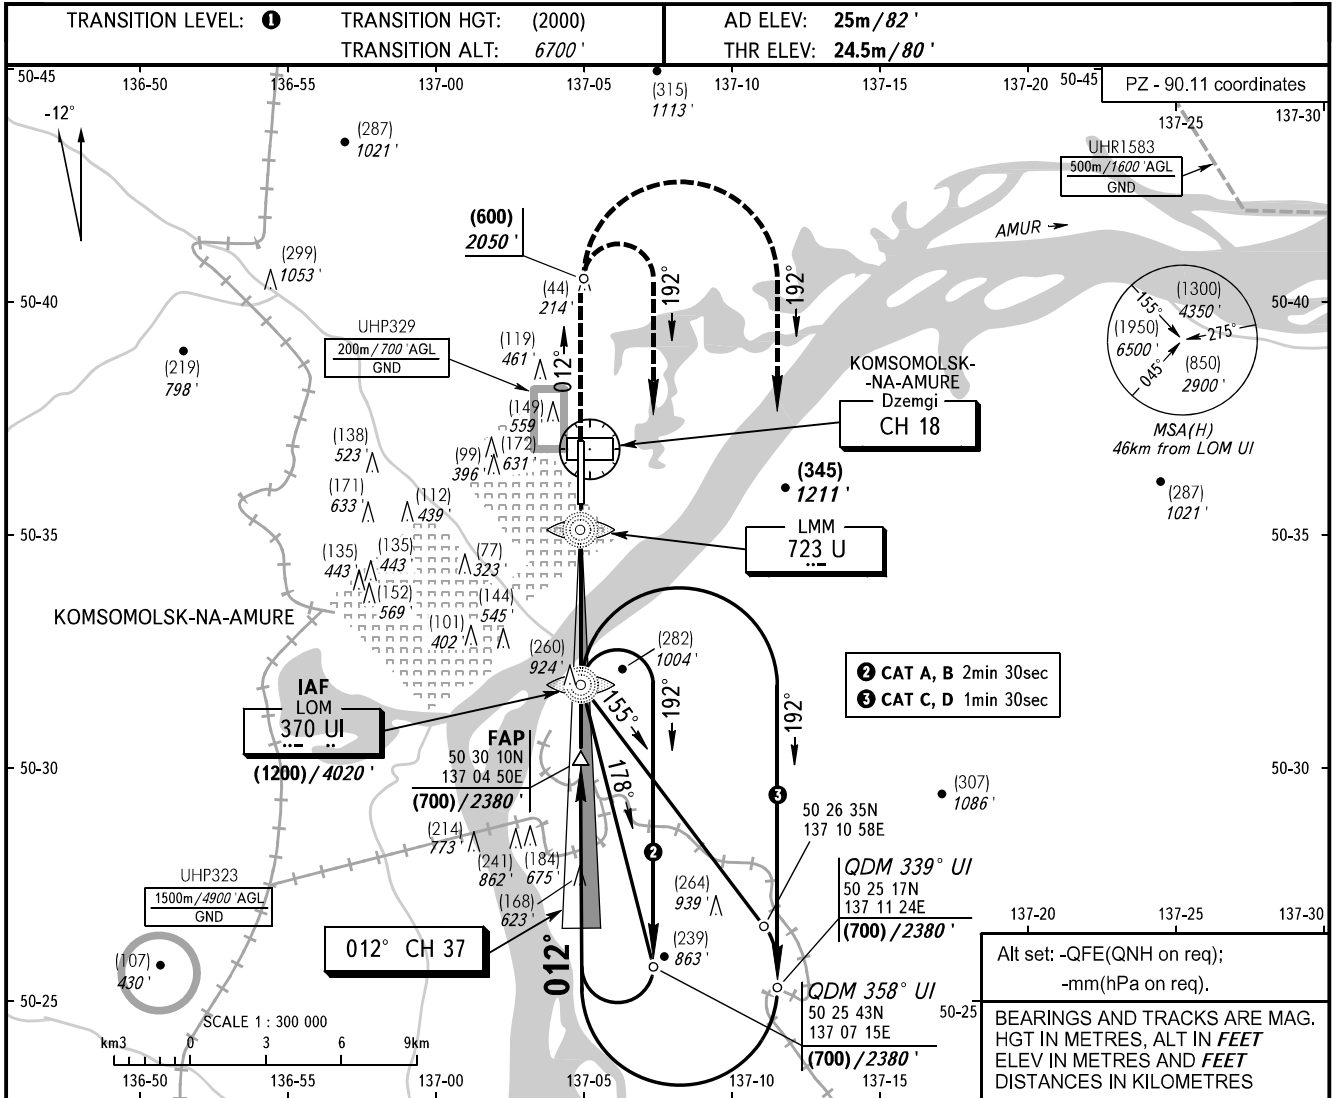 TRANSITION LEVEL: ❶ TRANSITION HGT: (2000)
TRANSITION ALT: 6700 '
AD ELEV: 25m/82 '
THR ELEV: 24.5m/80 '
50-45 136-50 136-55 137-00 137-05 137-10 137-15 137-20 50-45
PZ - 90.11 coordinates
137-25 137-30
-12°
(315)
1113 '
(287)
1021 '
UHR1583
500m/1600 'AGL
GND
(600)
2050 '
AMUR
(299)
1053 '
192°
192°
(44)
214 '
50-40
50-40
155°
(1300)
4350 '
275°
(1950)
6500 '
045°
(850)
2900 '
MSA(H)
46km from LOM UI
UHP329
200m/700 'AGL
GND
(119)
461 '
012°
(219)
798 '
KOMSOMOLSK-
-NA-AMURE
Dzemgi
CH 18
(149)
559 '
(138)
523 '
(99)
396 '
(172)
631 '
(345)
1211 '
(287)
1021 '
(171)
633 '
(112)
439 '
LMM
723 U
50-35
50-35
(135)
443 '
(135)
443 '
(77)
323 '
(152)
569 '
(144)
545 '
KOMSOMOLSK-NA-AMURE
(101)
402 '
(260)
924 '
(282)
1004 '
❷ CAT A, B 2min 30sec
❸ CAT C, D 1min 30sec
IAF
LOM
370 UI
(1200)/4020 '
155°
192°
192°
178°
FAP
50 30 10N
137 04 50E
(700)/2380 '
50-30
50-30
❸
(307)
1086 '
50 26 35N
137 10 58E
(214)
773 '
(241)
862 '
(184)
675 '
❷
(168)
623 '
(264)
939 '
QDM 339° UI
50 25 17N
137 11 24E
(700)/2380 '
UHP323
1500m/4900 'AGL
GND
012° CH 37
012°
(239)
863 '
137-20 137-25 137-30
(107)
430 '
Alt set: -QFE(QNH on req);
-mm(hPa on req).
QDM 358° UI
50 25 43N
137 07 15E
(700)/2380 '
50-25
50-25
SCALE 1 : 300 000
km3 0 3 6 9km
BEARINGS AND TRACKS ARE MAG.
HGT IN METRES, ALT IN FEET
ELEV IN METRES AND FEET
DISTANCES IN KILOMETRES
136-50 136-55 137-00 137-05 137-10 137-15